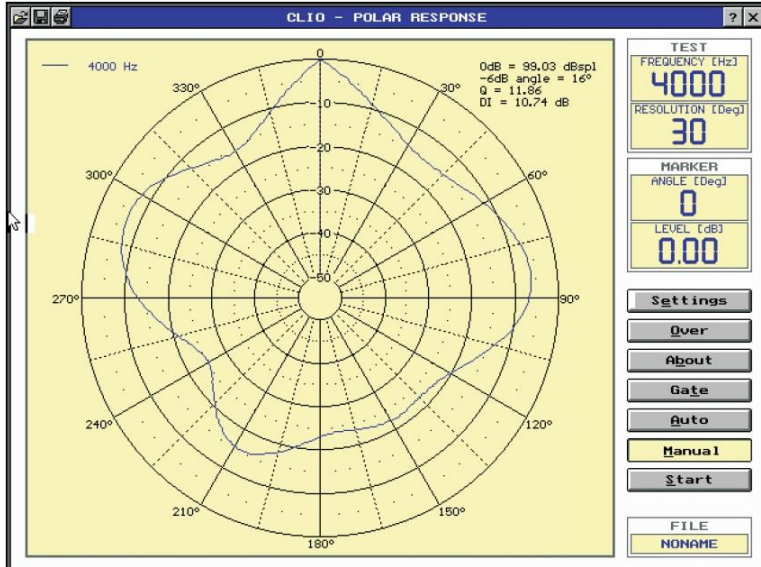 CLIO - POLAR RESPONSE
? ×
4000 Hz
0dB = 99.03 dBspl
-6dB angle = 16°
Q = 11.86
DI = 10.74 dB
0
330°
30°
-10
300°
60°
-20
-30
-40
-50
270°
90°
240°
120°
210°
150°
180°
TEST
FREQUENCY [Hz]
4000
RESOLUTION [Deg]
30
MARKER
ANGLE [Deg]
0
LEVEL [dB]
0.00
Settings
Over
About
Gate
Auto
Manual
Start
FILE
NONAME